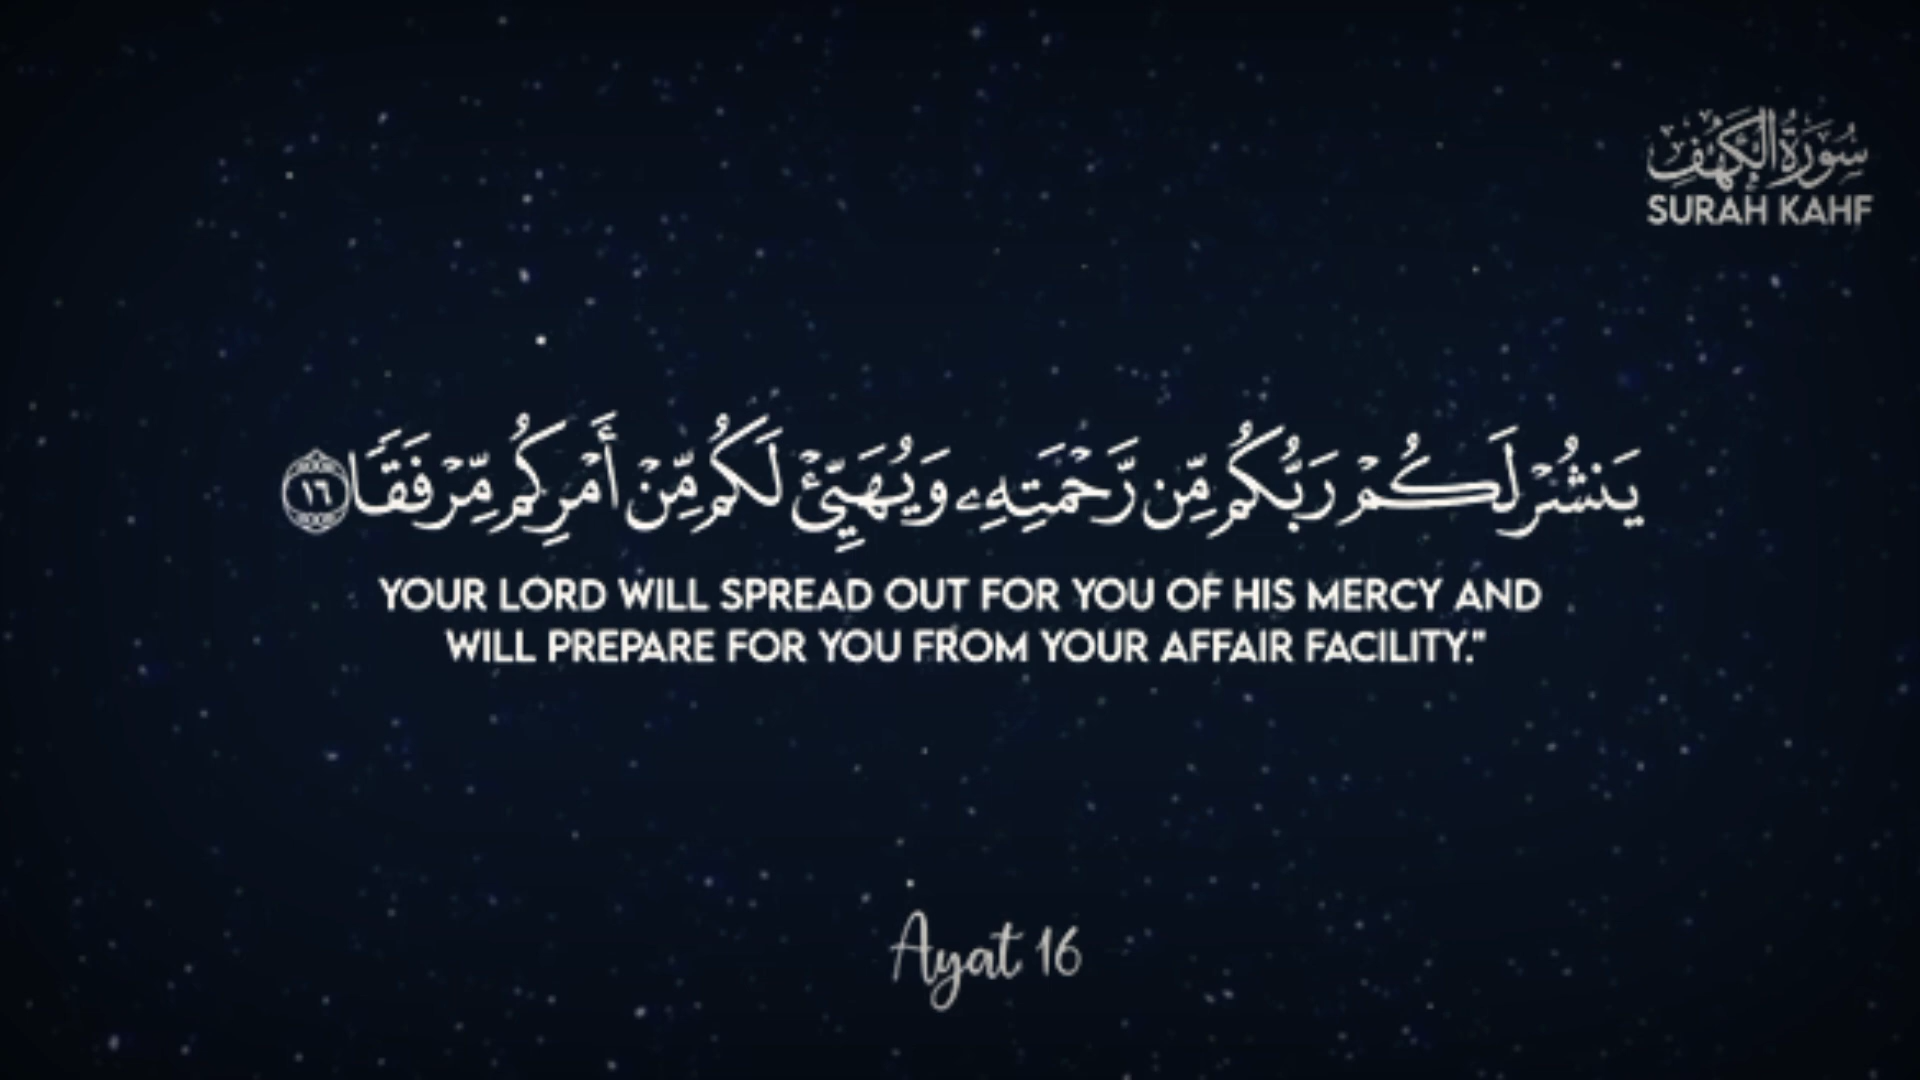 سُورَةُ الْكَهْفِ
SURAH KAHF
يَنشُرْ لَكُمْ رَبُّكُم مِّن رَّحْمَتِهِۦ وَيُهَيِّئْ لَكُم مِّنْ أَمْرِكُم مِّرْفَقًا ١٦
YOUR LORD WILL SPREAD OUT FOR YOU OF HIS MERCY AND
WILL PREPARE FOR YOU FROM YOUR AFFAIR FACILITY."
Ayat 16